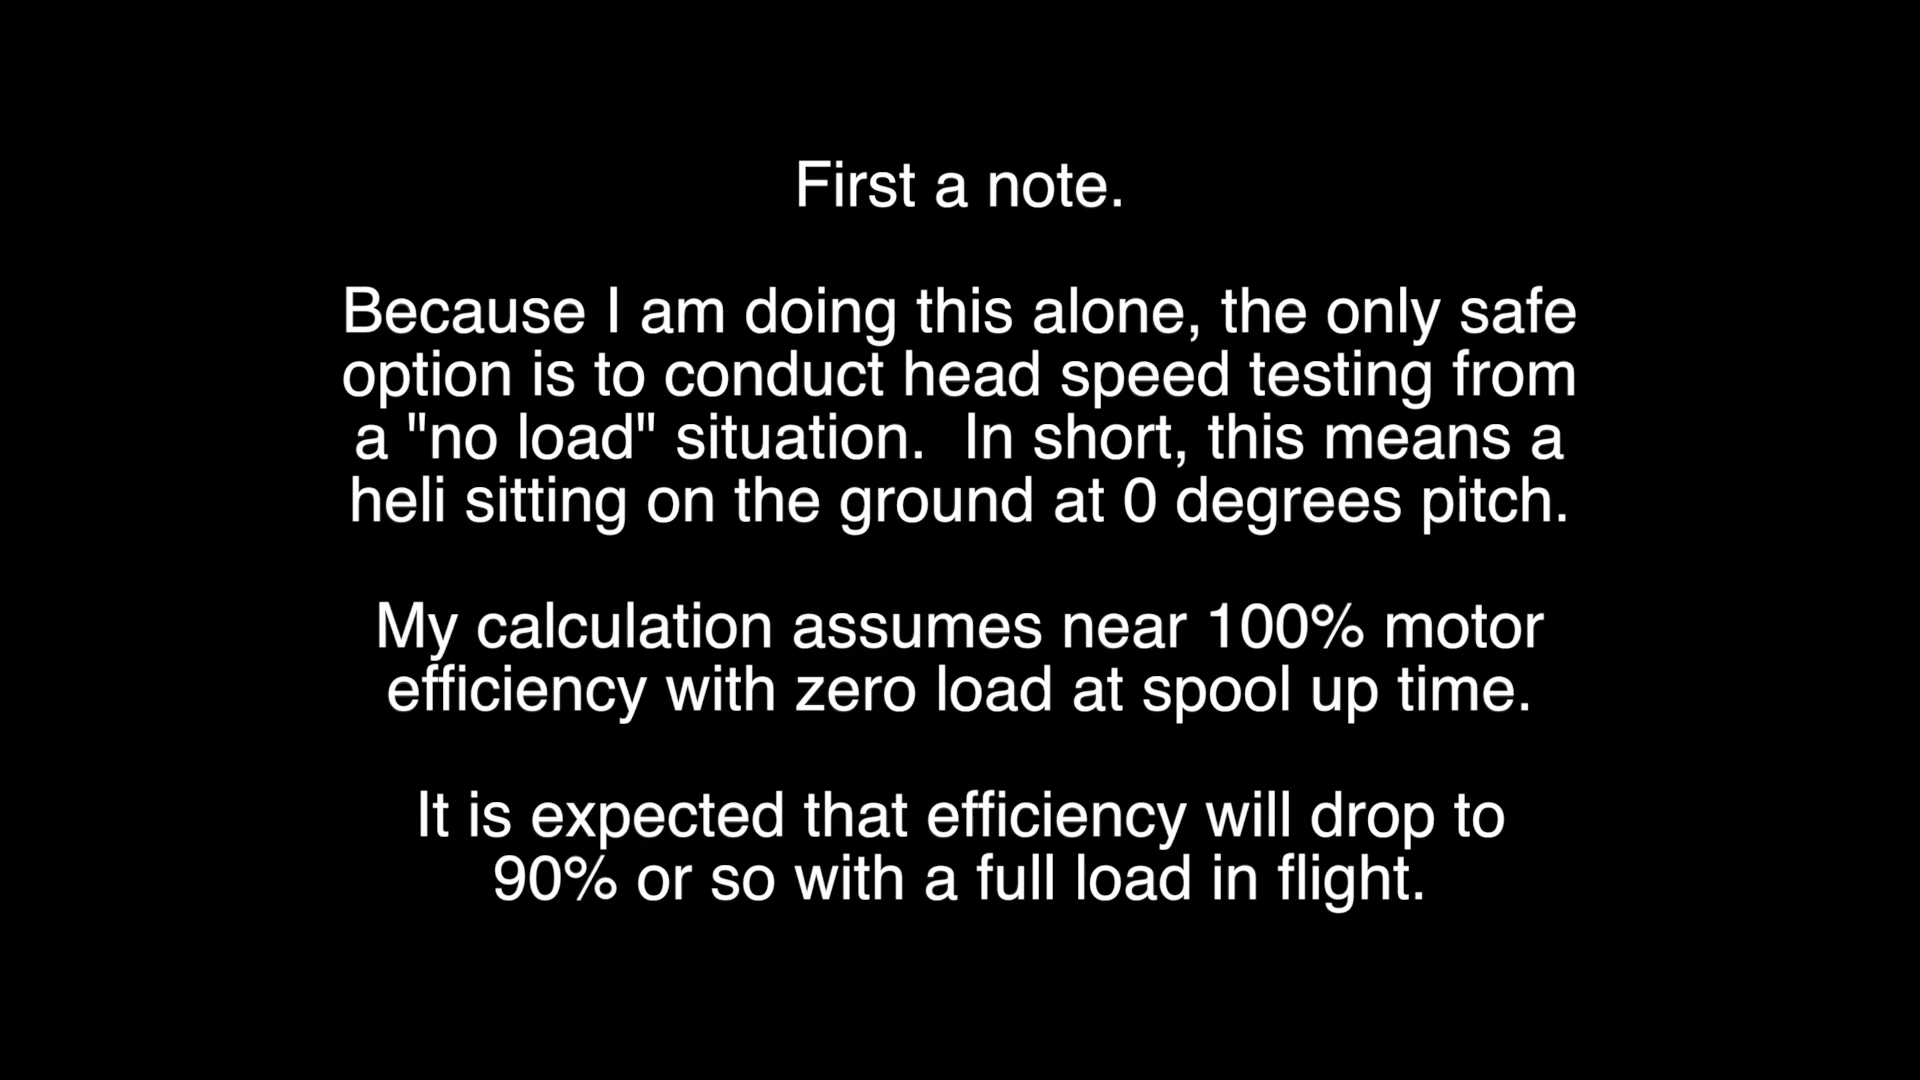 First a note.
Because I am doing this alone, the only safe
option is to conduct head speed testing from
a "no load" situation.  In short, this means a
heli sitting on the ground at 0 degrees pitch.
My calculation assumes near 100% motor
efficiency with zero load at spool up time.
It is expected that efficiency will drop to
90% or so with a full load in flight.